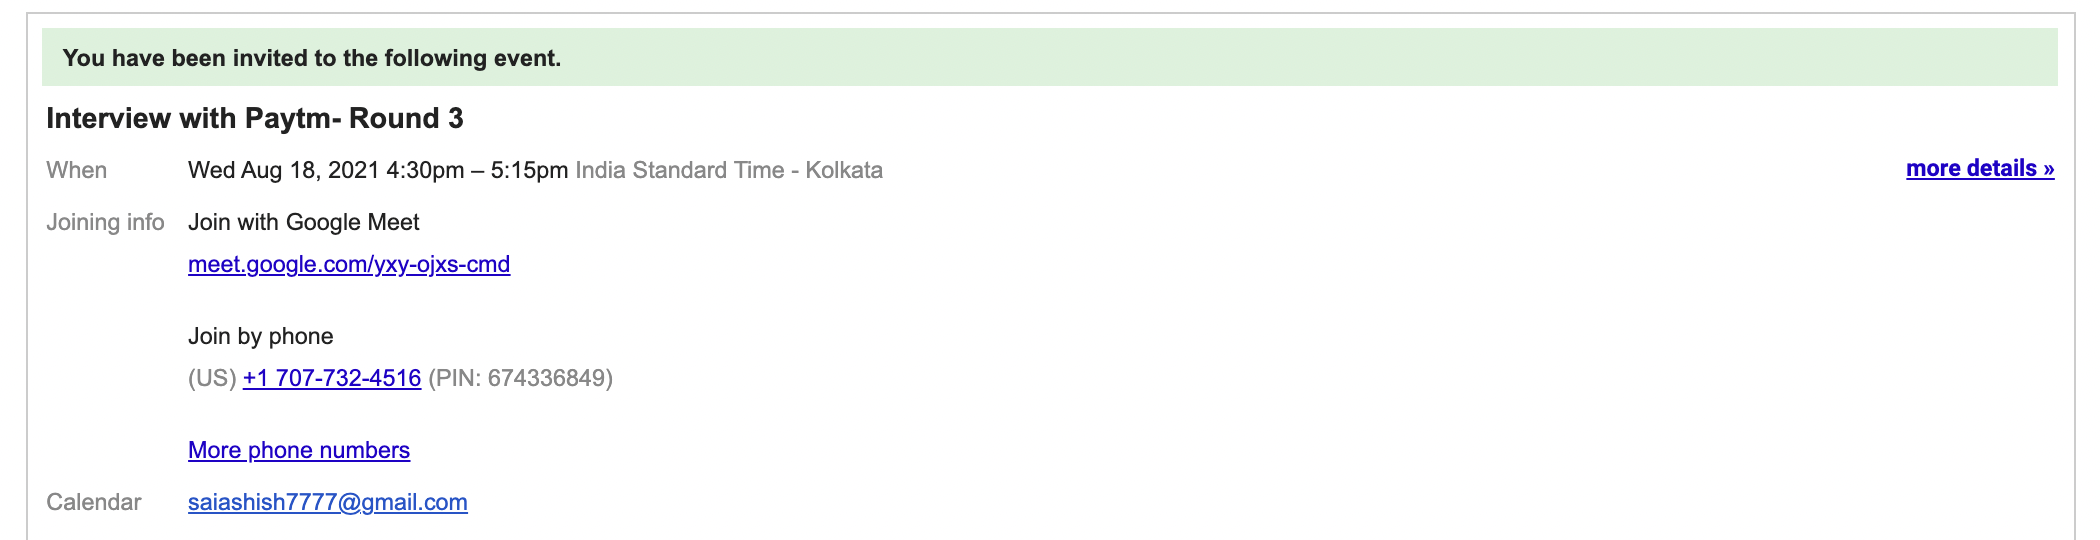 You have been invited to the following event.
Interview with Paytm- Round 3
When Wed Aug 18, 2021 4:30pm – 5:15pm India Standard Time - Kolkata more details »
Joining info Join with Google Meet
meet.google.com/yxy-ojxs-cmd
Join by phone
(US) +1 707-732-4516 (PIN: 674336849)
More phone numbers
Calendar saiashish7777@gmail.com